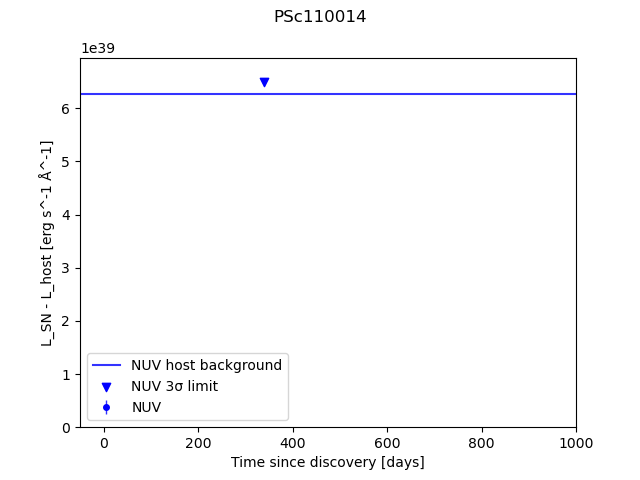 PSc110014
1e39
6
5
4
3
2
1
0
L_SN - L_host [erg s^-1 Å^-1]
NUV host background
NUV 3σ limit
NUV
0 200 400 600 800 1000
Time since discovery [days]